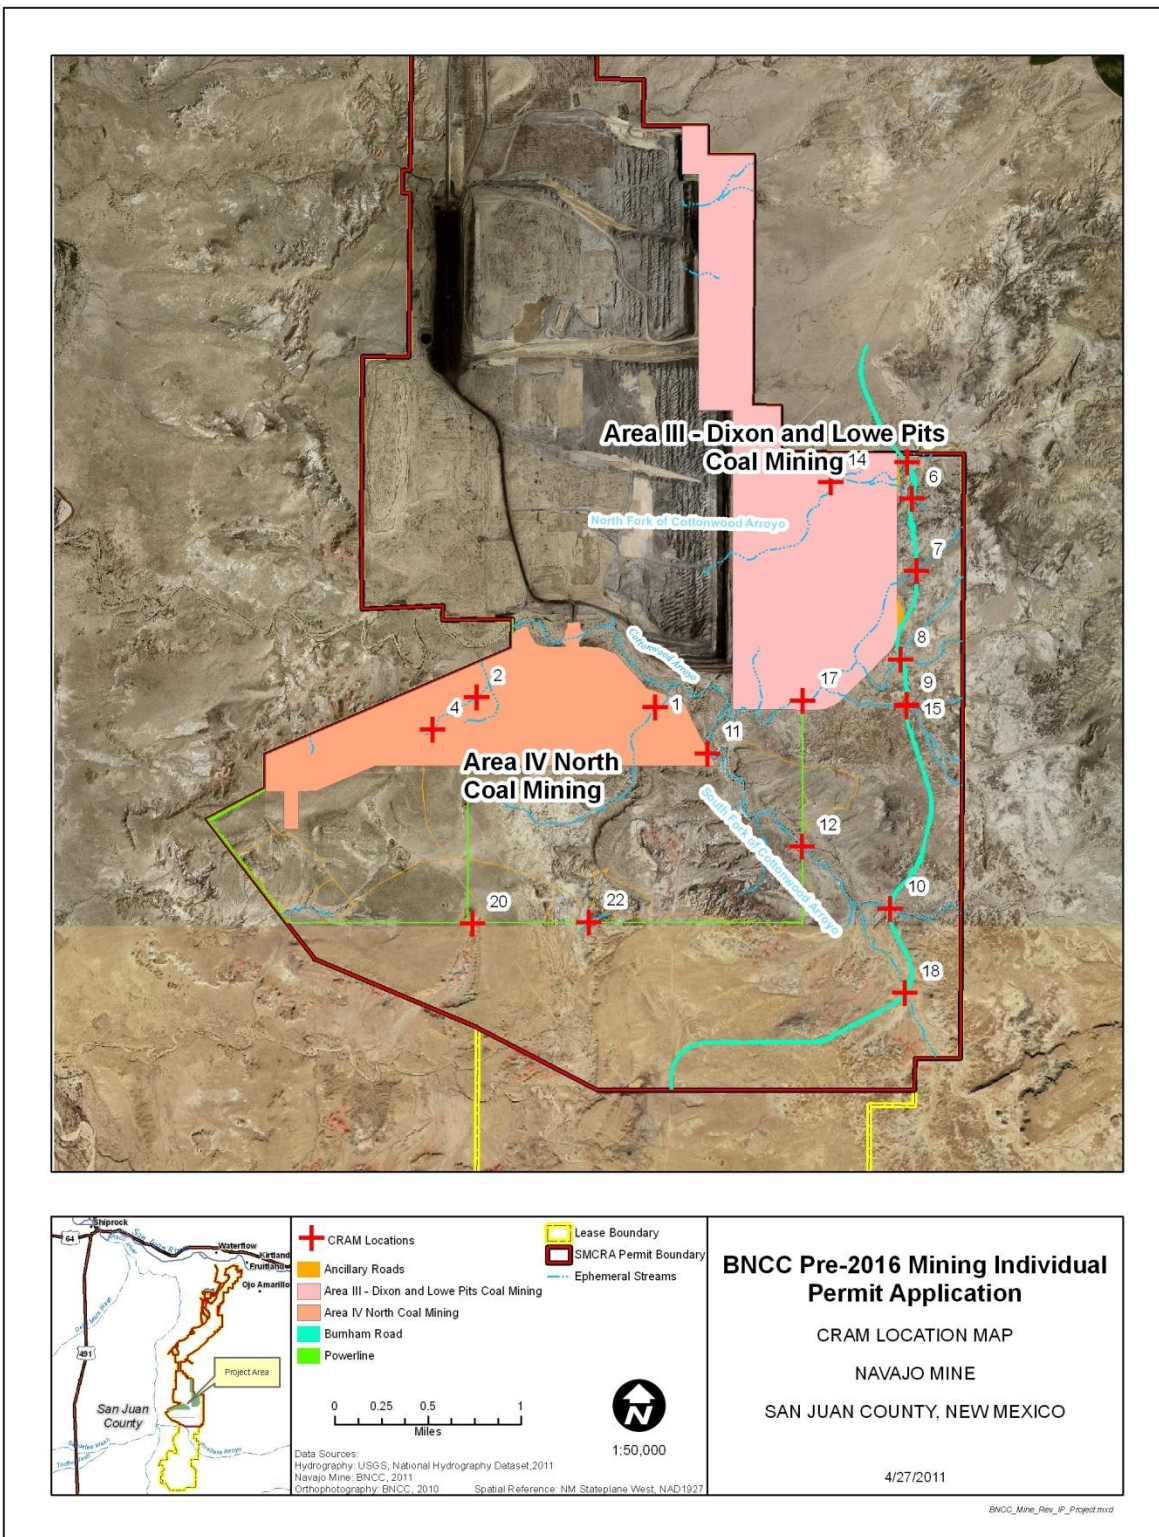 Area III - Dixon and Lowe Pits
Coal Mining
14
6
North Fork of Cottonwood Arroyo
7
8
Cottonwood Arroyo
2
9
17
4
1
15
11
Area IV North
Coal Mining
South Fork of Cottonwood Arroyo
12
10
20
22
18
Shiprock
64
San Juan River
Waterflow
Kirtland
Fruitland
Ojo Amarillo
491
Project Area
San Juan
County
CRAM Locations
Ancillary Roads
Area III - Dixon and Lowe Pits Coal Mining
Area IV North Coal Mining
Burnham Road
Powerline
Lease Boundary
SMCRA Permit Boundary
Ephemeral Streams
0 0.25 0.5 1
Miles
N
1:50,000
Data Sources:
Hydrography: USGS, National Hydrography Dataset,2011
Navajo Mine: BNCC, 2011
Orthophotography: BNCC, 2010 Spatial Reference: NM Stateplane West, NAD1927
BNCC Pre-2016 Mining Individual
Permit Application
CRAM LOCATION MAP
NAVAJO MINE
SAN JUAN COUNTY, NEW MEXICO
4/27/2011
BNCC_Mine_Rev_IP_Project.mxd